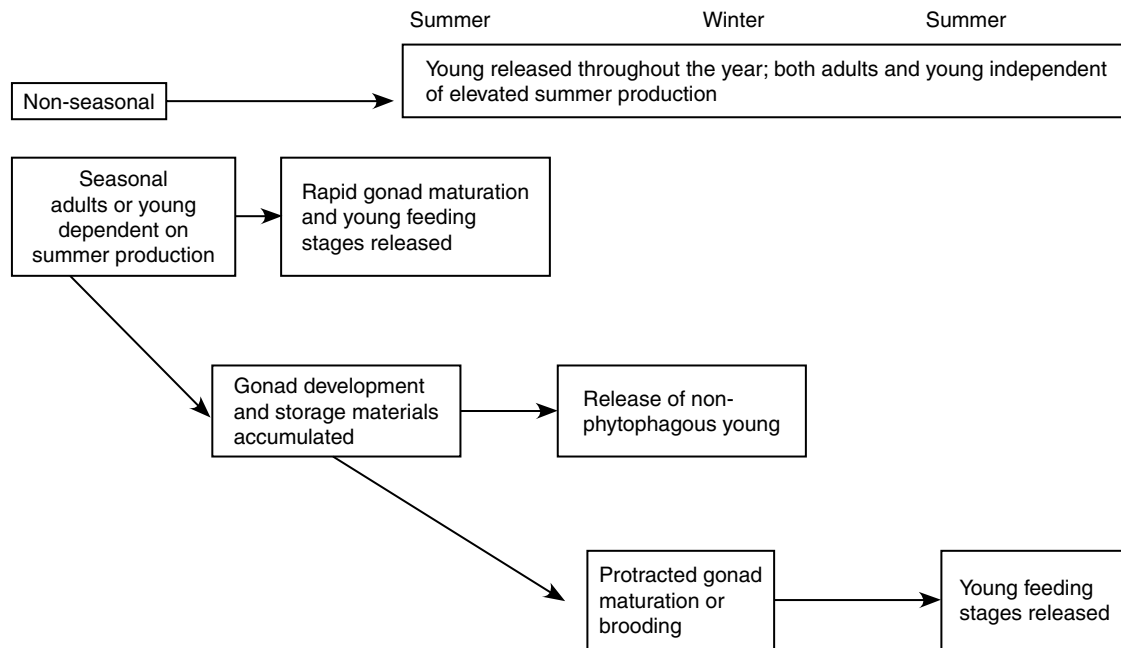 Summer Winter Summer
Young released throughout the year; both adults and young independent
of elevated summer production
Non-seasonal
Seasonal
adults or young
dependent on
summer production
Rapid gonad maturation
and young feeding
stages released
Gonad development
and storage materials
accumulated
Release of non-
phytophagous young
Protracted gonad
maturation or
brooding
Young feeding
stages released